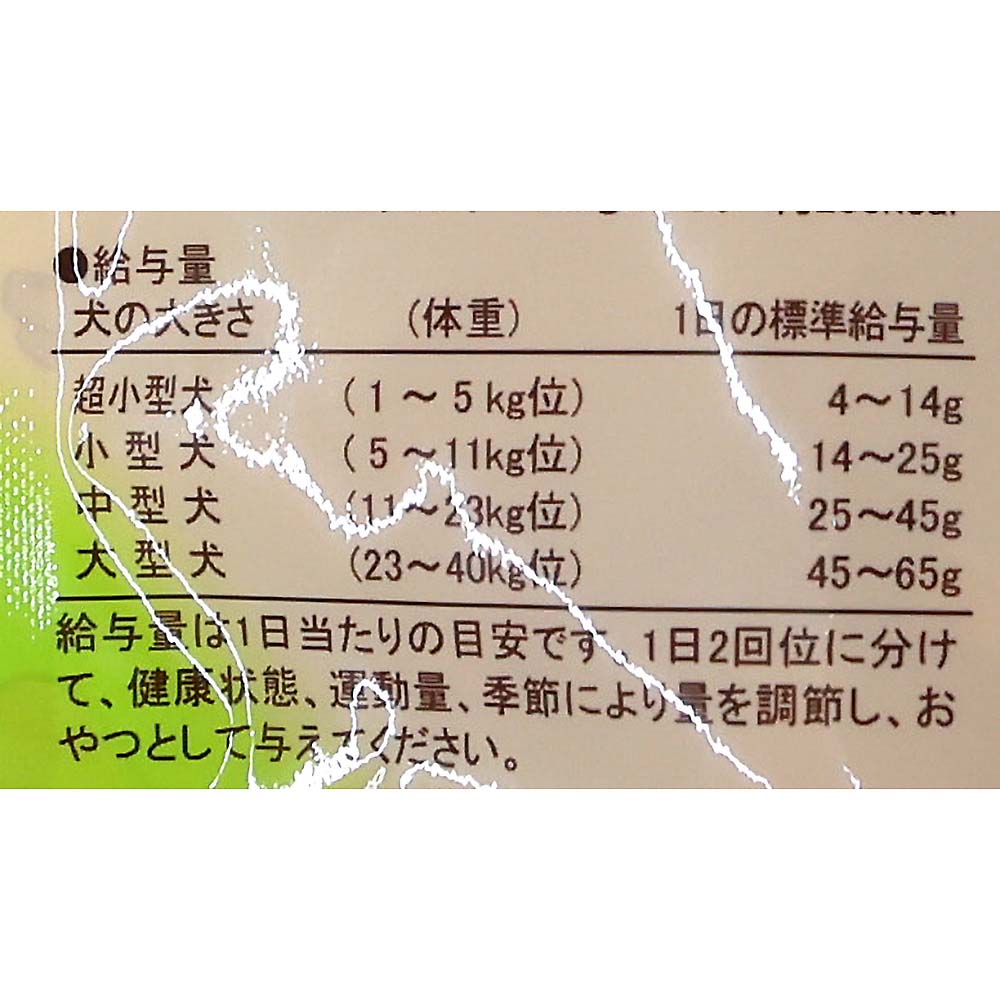 ●給与量
犬の大きさ (体重) 1日の標準給与量
超小型犬 (1～5kg位) 4～14g
小型犬 (5～11kg位) 14～25g
中型犬 (11～23kg位) 25～45g
大型犬 (23～40kg位) 45～65g
給与量は1日当たりの目安です。1日2回位に分け
て、健康状態、運動量、季節により量を調節し、お
やつとして与えてください。